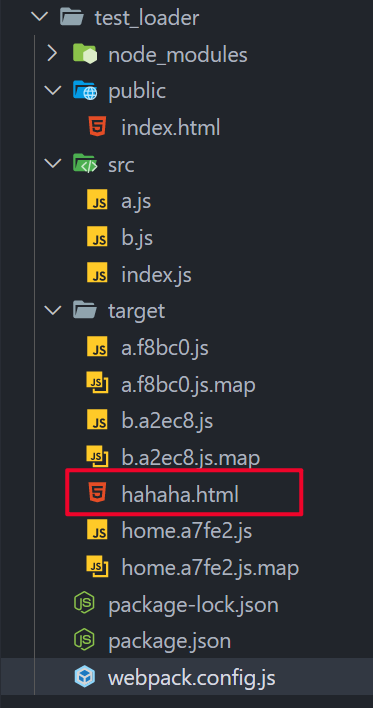 test_loader
node_modules
public
index.html
src
a.js
b.js
index.js
target
a.f8bc0.js
a.f8bc0.js.map
b.a2ec8.js
b.a2ec8.js.map
hahaha.html
home.a7fe2.js
home.a7fe2.js.map
package-lock.json
package.json
webpack.config.js